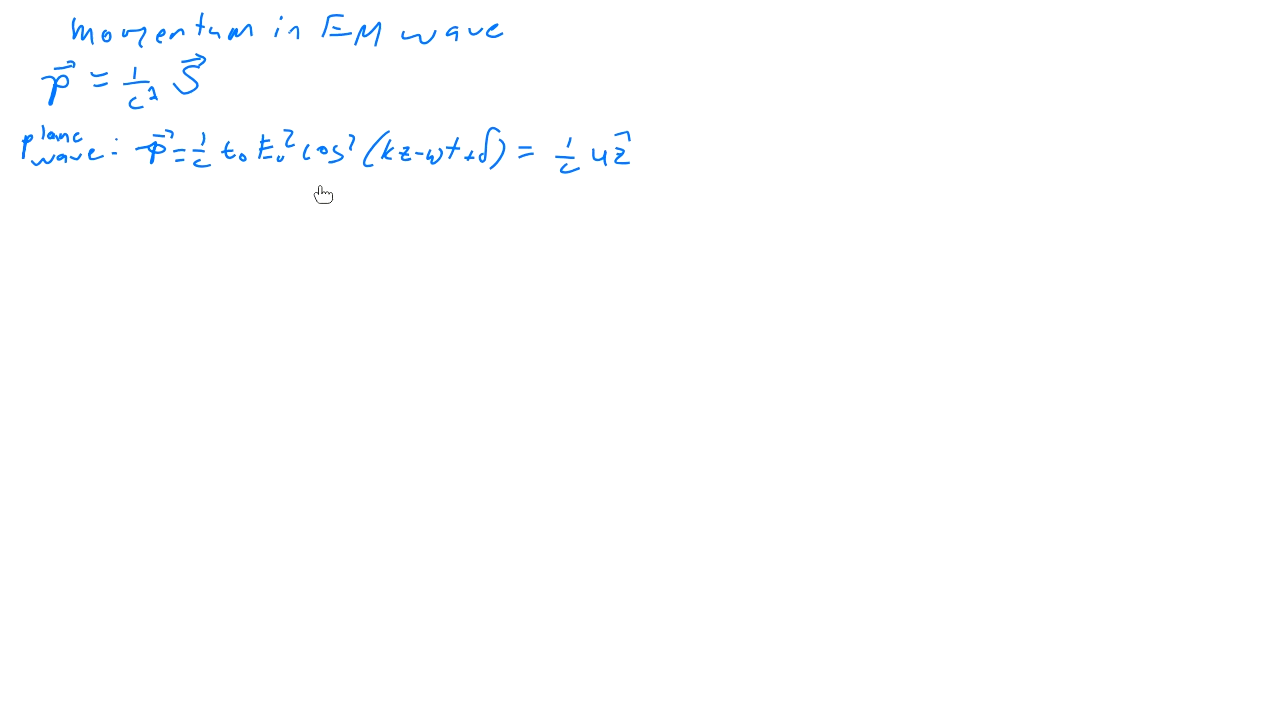 momentum in EM wave
p⃗ = 1/c² S⃗
plane wave: p⃗ = 1/c ε₀ E₀² cos² (kz-ωt+δ) = 1/c u ẑ